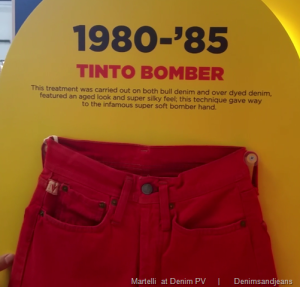 1980-'85
TINTO BOMBER
This treatment was carried out on both bull denim and over dyed denim,
featured an aged look and super silky feel; this technique gave way
to the infamous super soft bomber hand.
Martelli at Denim PV | Denimsandjeans